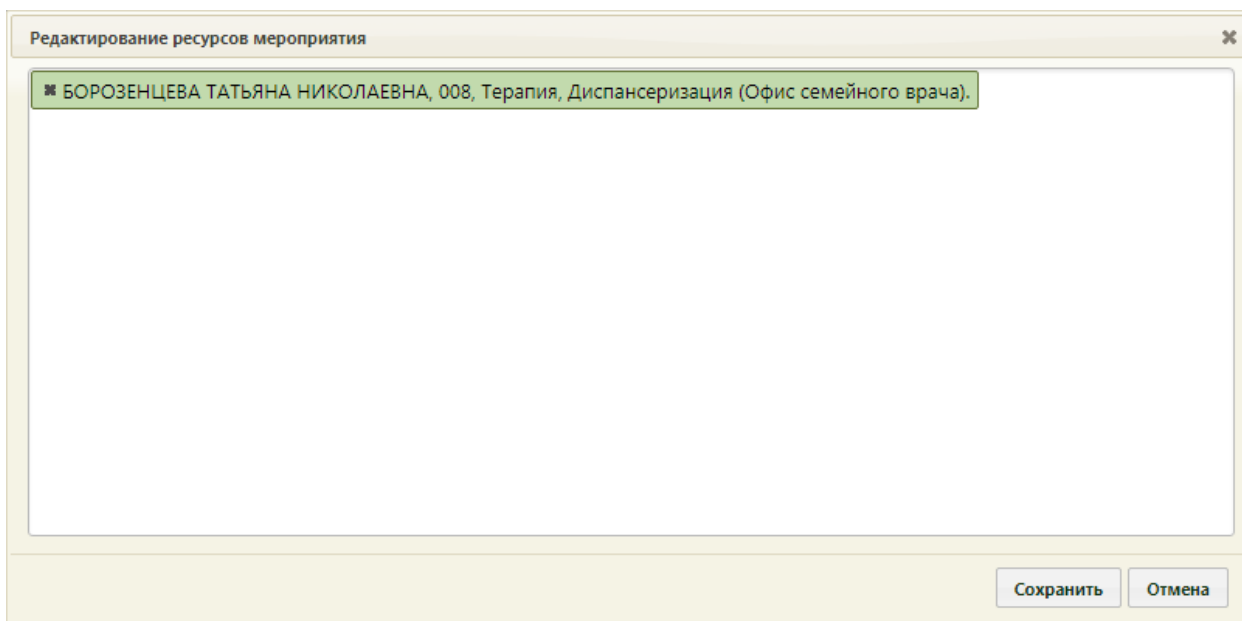 Редактирование ресурсов мероприятия
БОРОЗЕНЦЕВА ТАТЬЯНА НИКОЛАЕВНА, 008, Терапия, Диспансеризация (Офис семейного врача).
Сохранить Отмена